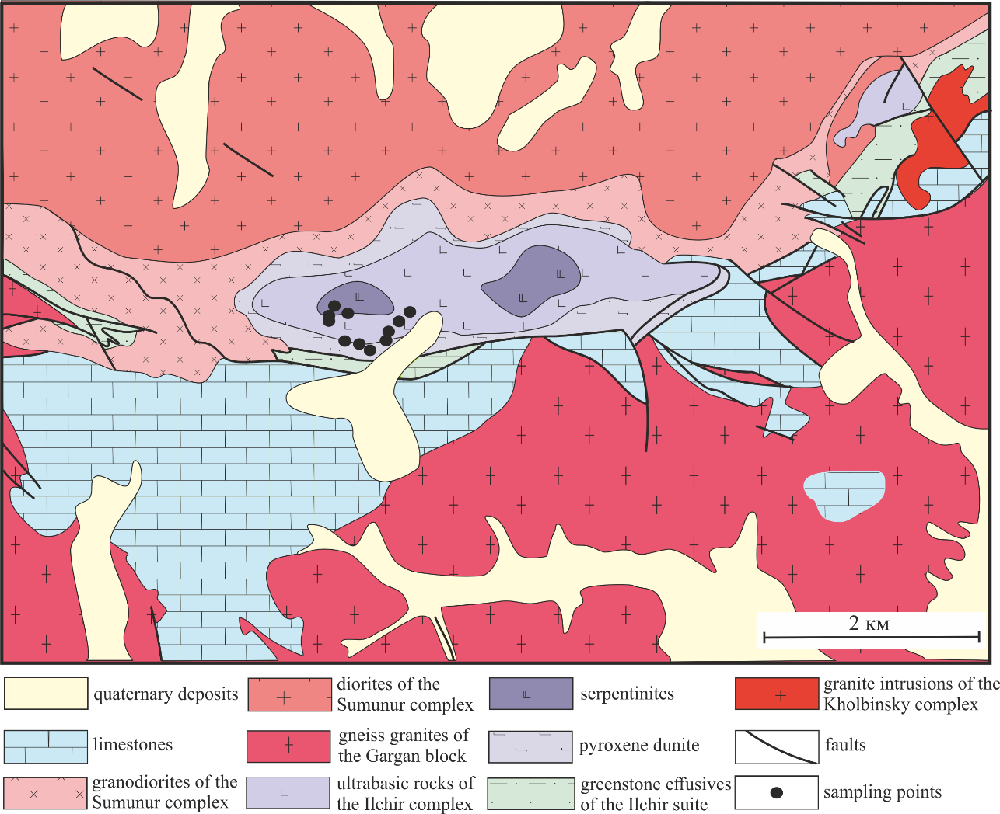 2 км
quaternary deposits
diorites of the
Sumunur complex
serpentinites
granite intrusions of the
Kholbinsky complex
limestones
gneiss granites of
the Gargan block
pyroxene dunite
faults
granodiorites of the
Sumunur complex
ultrabasic rocks of
the Ilchir complex
greenstone effusives
of the Ilchir suite
sampling points